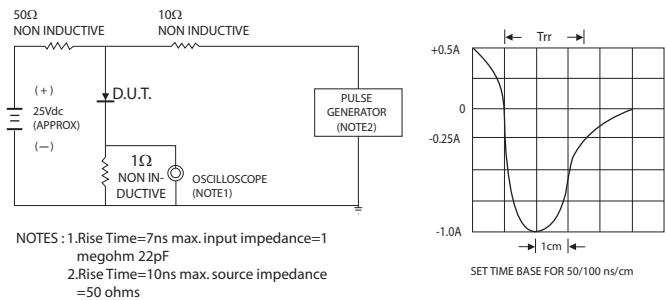 50Ω
NON INDUCTIVE
10Ω
NON INDUCTIVE
(+)
25Vdc
(APPROX)
(—)
D.U.T.
1Ω
NON IN-
DUCTIVE
OSCILLOSCOPE
(NOTE1)
PULSE
GENERATOR
(NOTE2)
NOTES : 1.Rise Time=7ns max. input impedance=1
megohm 22pF
2.Rise Time=10ns max. source impedance
=50 ohms
Trr
+0.5A
0
-0.25A
-1.0A
1cm
SET TIME BASE FOR 50/100 ns/cm